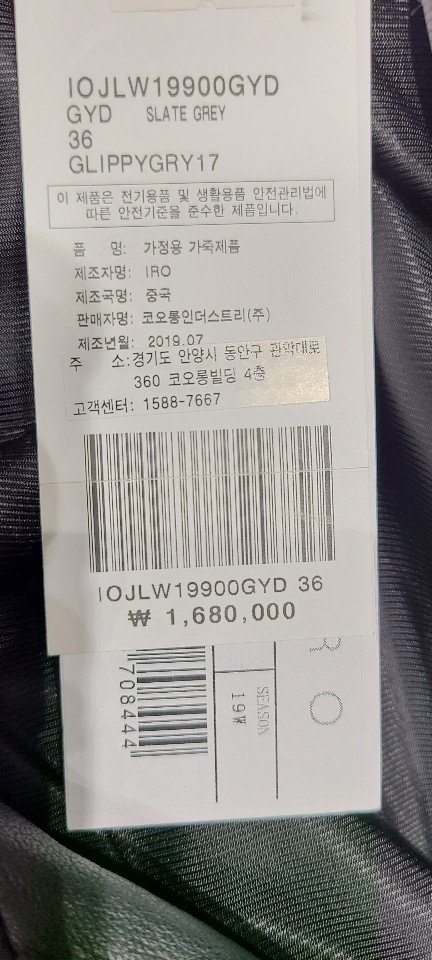 IOJLW19900GYD
GYD SLATE GREY
36
GLIPPYGRY17
이 제품은 전기용품 및 생활용품 안전관리법에
따른 안전기준을 준수한 제품입니다.
품 명: 가정용 가죽제품
제조자명: IRO
제조국명: 중국
판매자명: 코오롱인더스트리(주)
제조년월: 2019.07
주 소:경기도 안양시 동안구 관악대로
360 코오롱빌딩 4층
고객센터: 1588-7667
IOJLW19900GYD 36
₩ 1,680,000
708444
SEASON
19W
R O